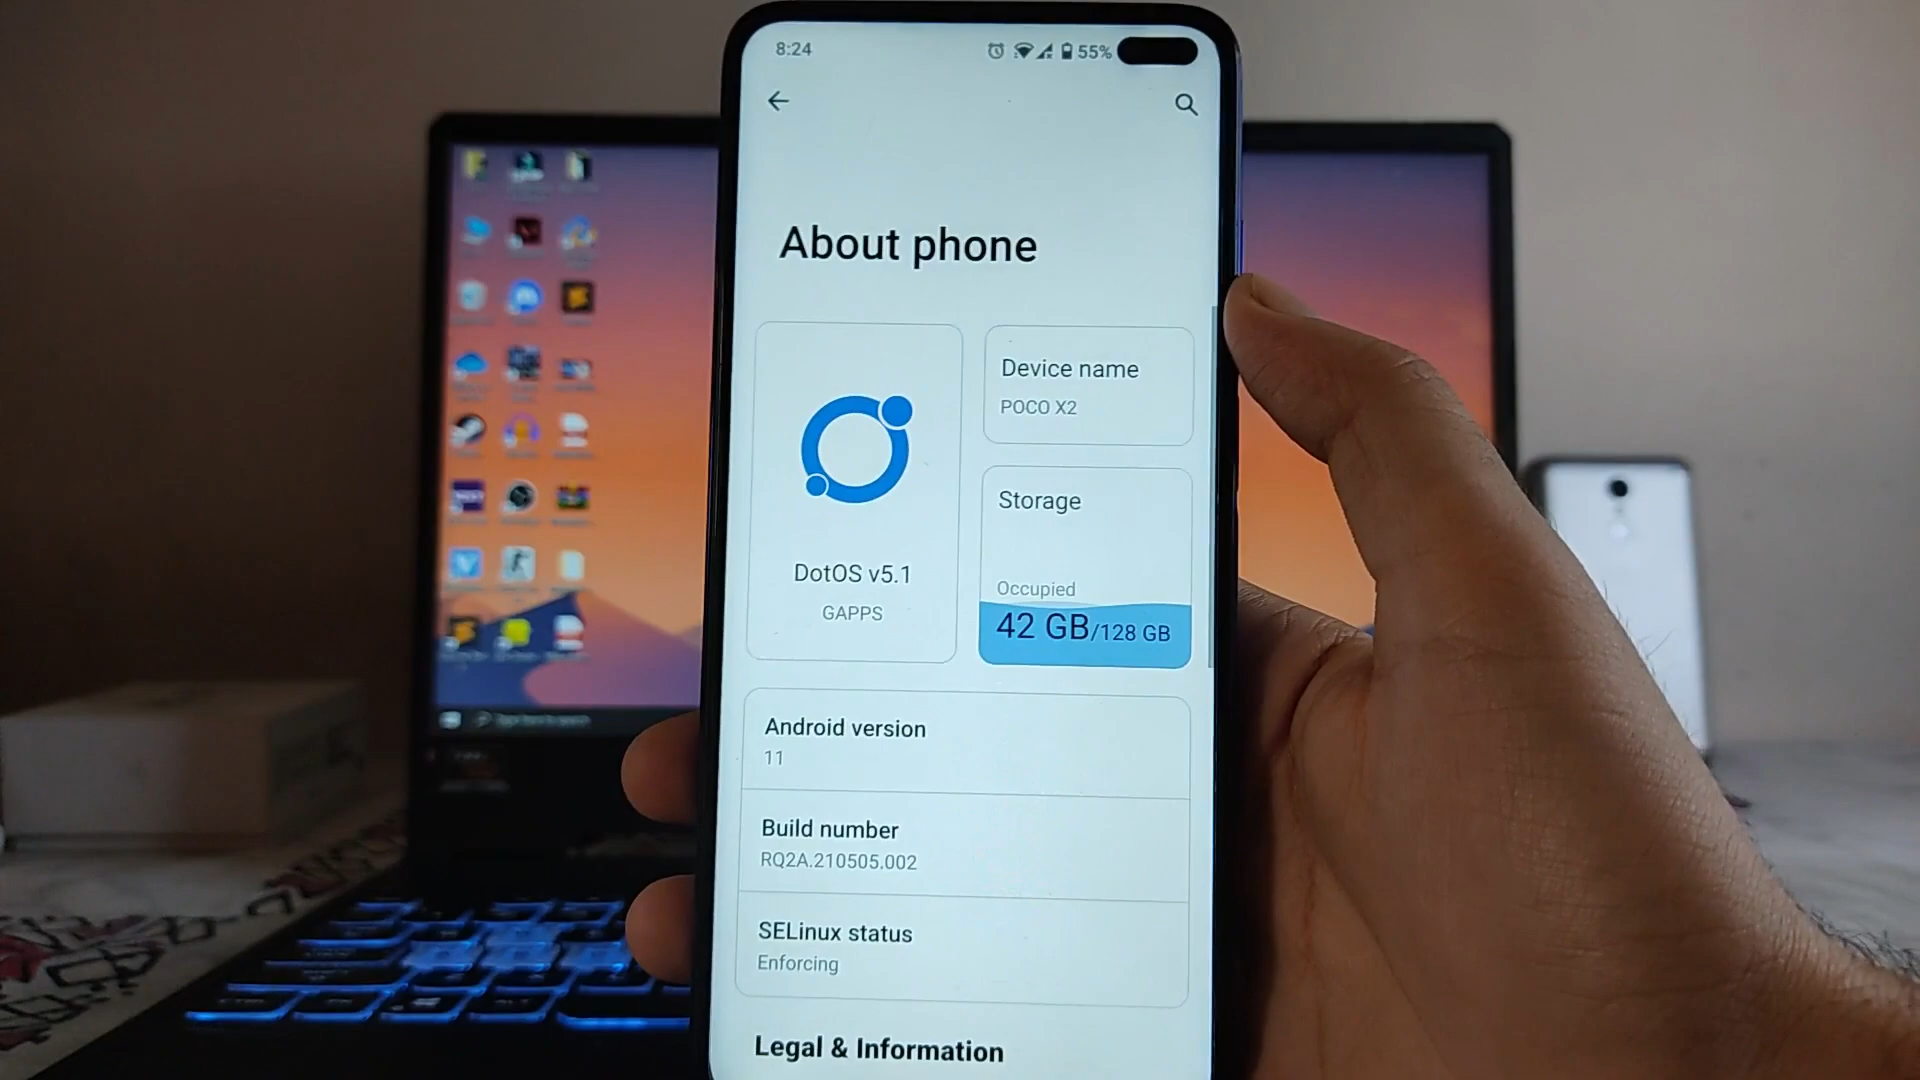 8:24
55%
About phone
Device name
POCO X2
Storage
Occupied
42 GB/128 GB
DotOS v5.1
GAPPS
Android version
11
Build number
RQ2A.210505.002
SELinux status
Enforcing
Legal & Information